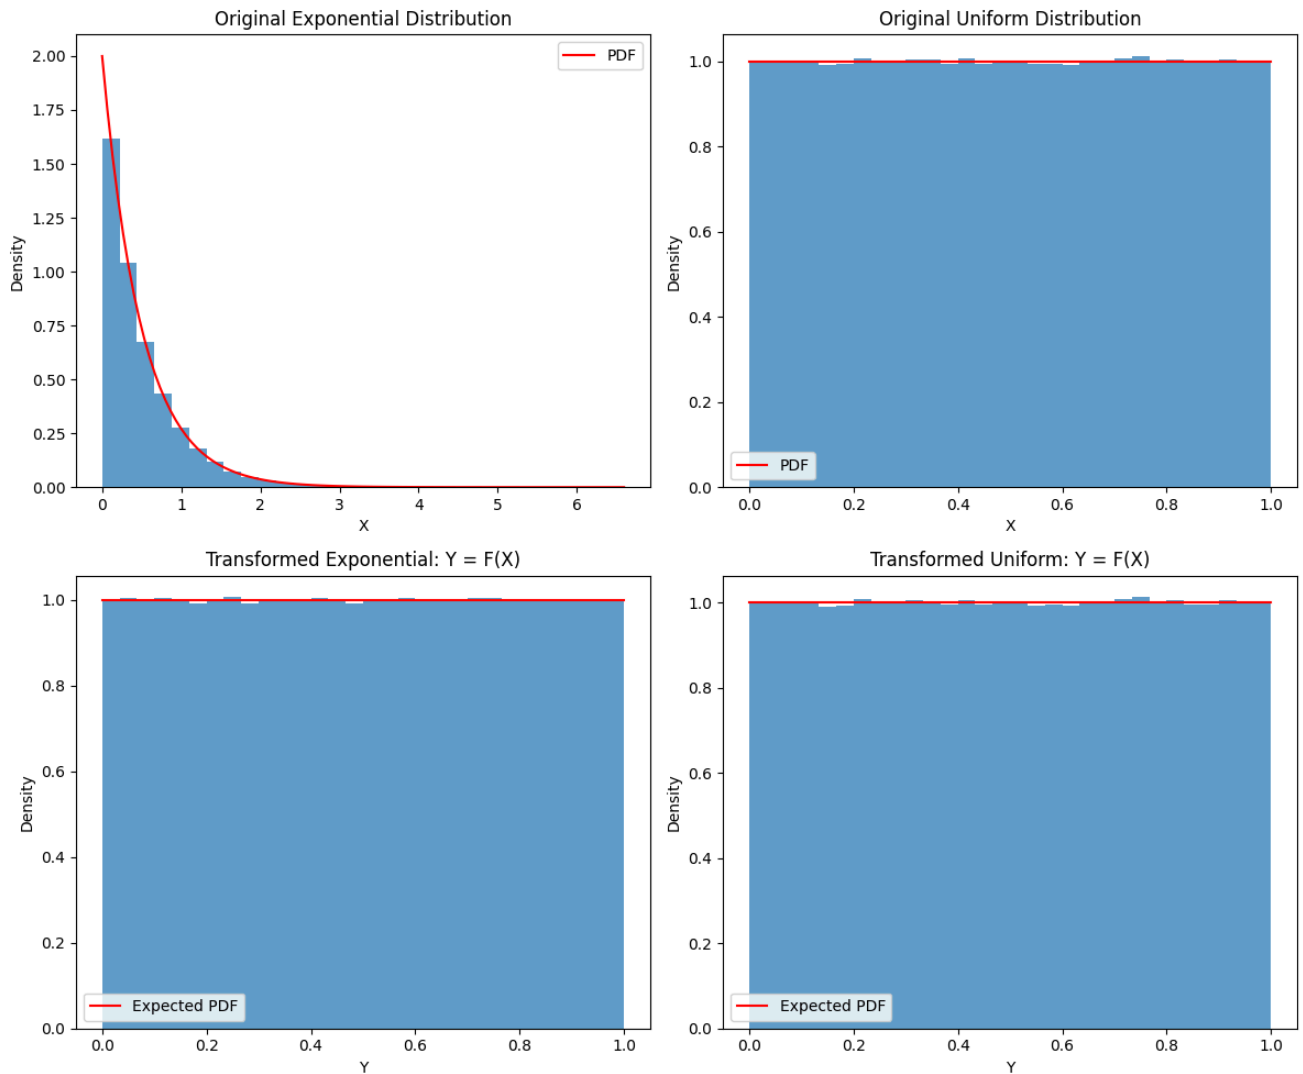 Original Exponential Distribution
2.00
1.75
1.50
1.25
1.00
0.75
0.50
0.25
0.00
Density
PDF
0 1 2 3 4 5 6
X
Original Uniform Distribution
1.0
0.8
0.6
0.4
0.2
0.0
Density
PDF
0.0 0.2 0.4 0.6 0.8 1.0
X
Transformed Exponential: Y = F(X)
1.0
0.8
0.6
0.4
0.2
0.0
Density
Expected PDF
0.0 0.2 0.4 0.6 0.8 1.0
Y
Transformed Uniform: Y = F(X)
1.0
0.8
0.6
0.4
0.2
0.0
Density
Expected PDF
0.0 0.2 0.4 0.6 0.8 1.0
Y